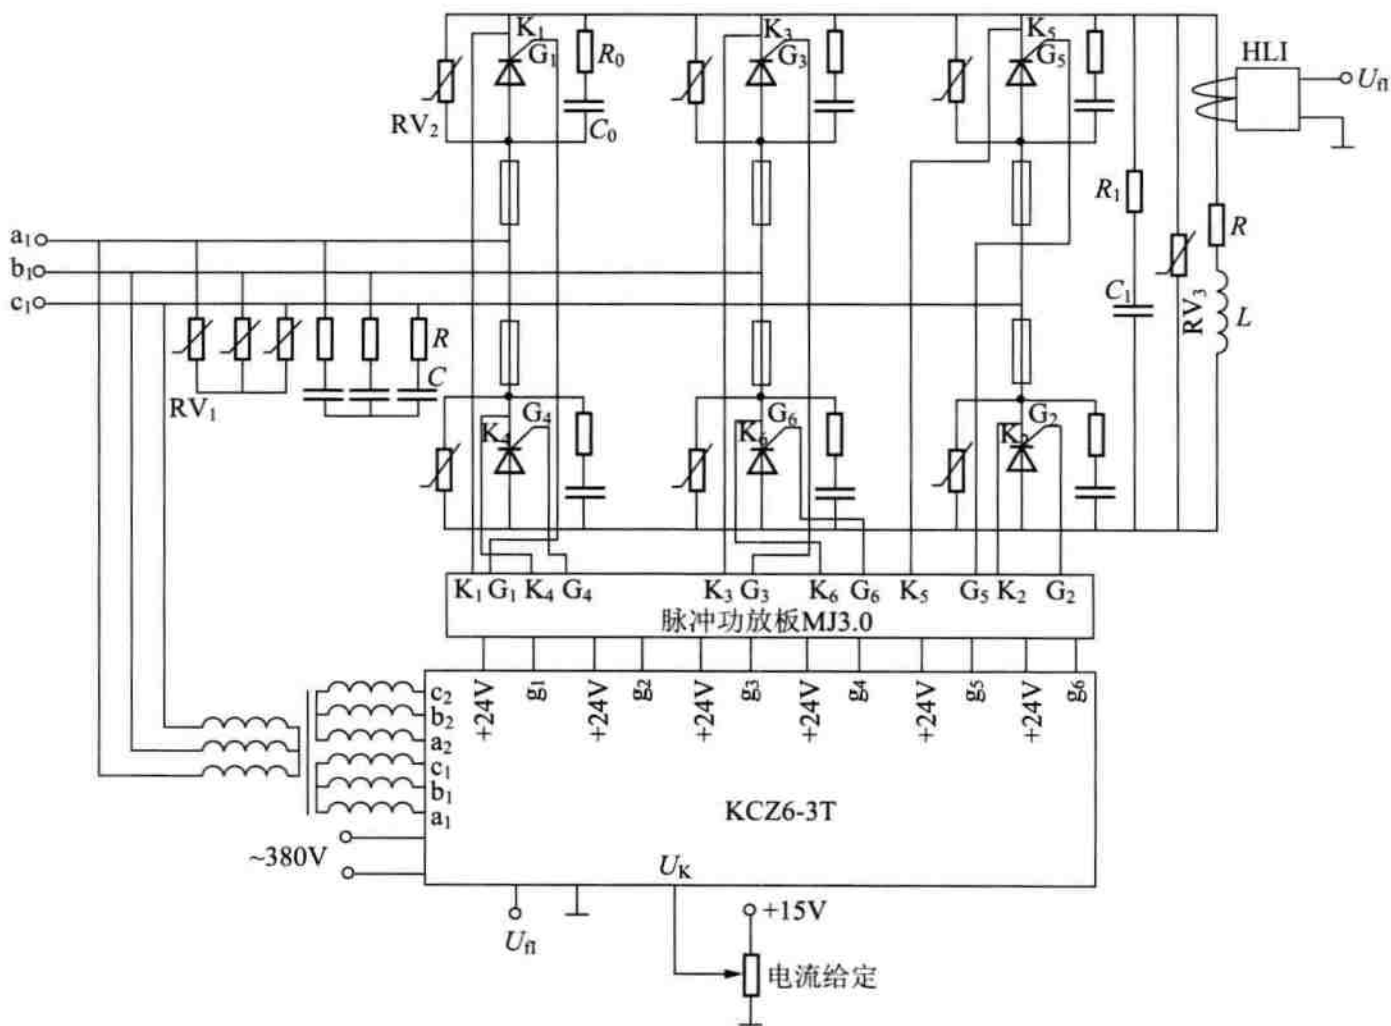 K₁ G₁ R₀ K₃ G₃ K₅ G₅ HLI U_fI
RV₂ C₀
R₁ R
a₁
b₁
c₁
C₁ RV₃ L
R
RV₁ C
K₄ G₄ K₆ G₆ K₂ G₂
K₁ G₁ K₄ G₄ K₃ G₃ K₆ G₆ K₅ G₅ K₂ G₂
脉冲功放板MJ3.0
+24V g₁ +24V g₂ +24V g₃ +24V g₄ +24V g₅ +24V g₆
c₂
b₂
a₂
c₁
b₁
a₁
KCZ6-3T
~380V
U_K
U_fI
+15V
电流给定